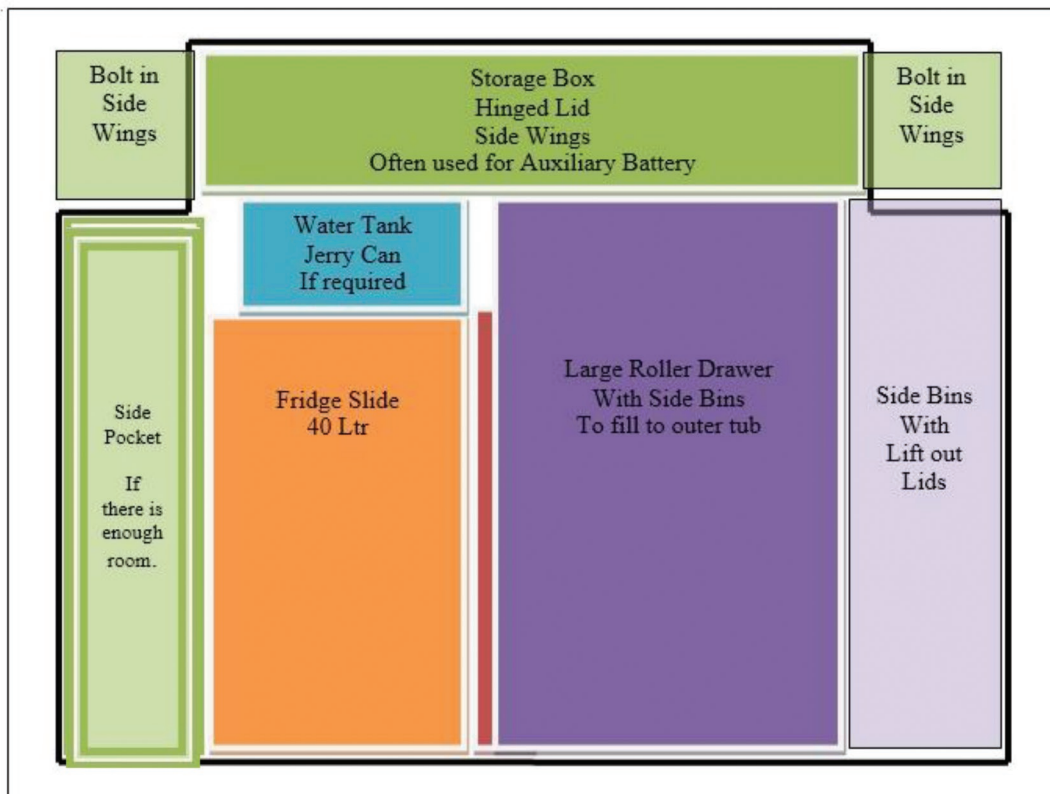 Bolt in
Side
Wings
Storage Box
Hinged Lid
Side Wings
Often used for Auxiliary Battery
Bolt in
Side
Wings
Water Tank
Jerry Can
If required
Side
Pocket
If
there is
enough
room.
Fridge Slide
40 Ltr
Large Roller Drawer
With Side Bins
To fill to outer tub
Side Bins
With
Lift out
Lids